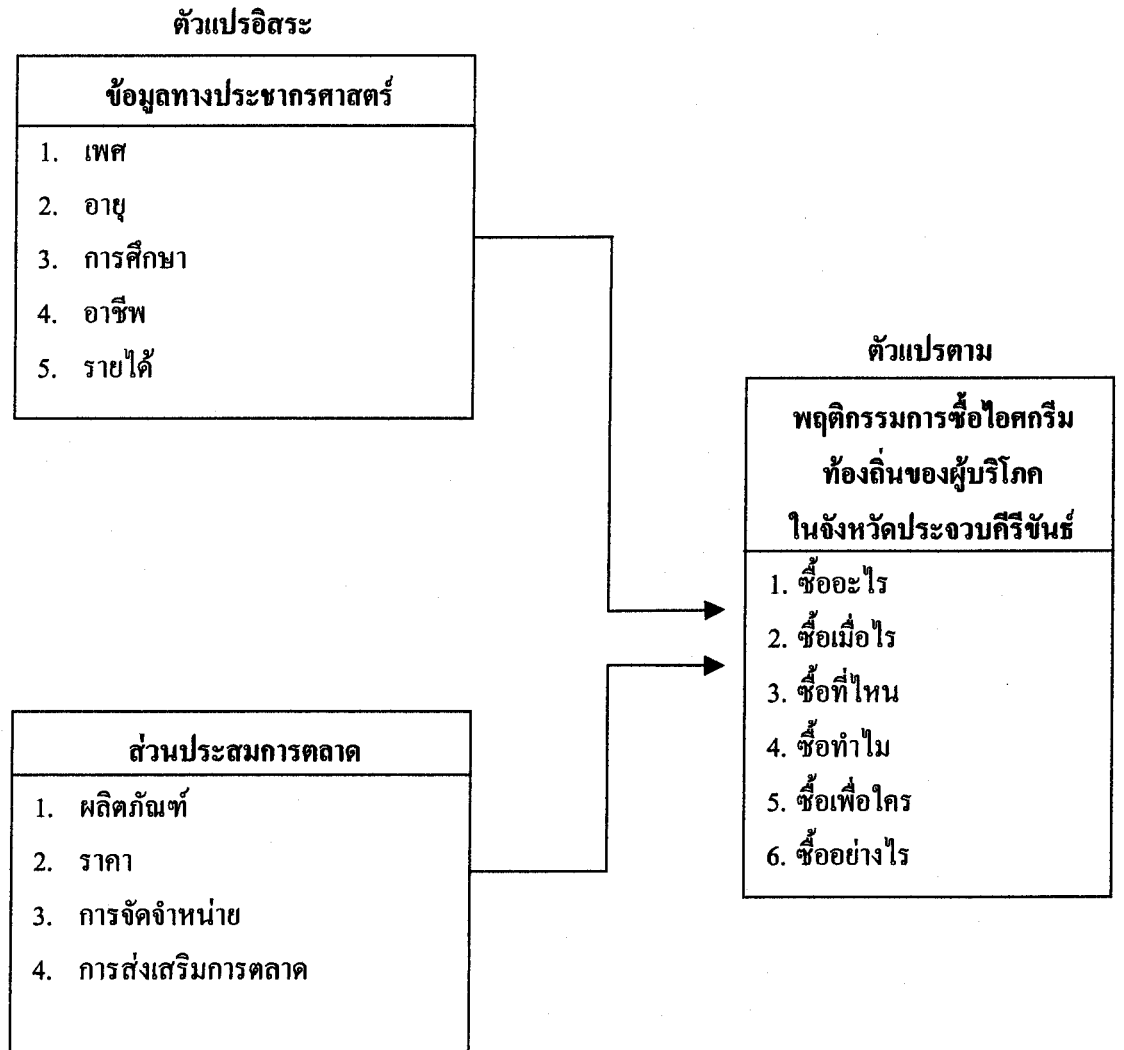 ตัวแปรอิสระ
ข้อมูลทางประชากรศาสตร์
1. เพศ
2. อายุ
3. การศึกษา
4. อาชีพ
5. รายได้
ตัวแปรตาม
พฤติกรรมการซื้อไอศกรีม
ท้องถิ่นของผู้บริโภค
ในจังหวัดประจวบคีรีขันธ์
1. ซื้ออะไร
2. ซื้อเมื่อไร
3. ซื้อที่ไหน
4. ซื้อทำไม
5. ซื้อเพื่อใคร
6. ซื้ออย่างไร
ส่วนประสมการตลาด
1. ผลิตภัณฑ์
2. ราคา
3. การจัดจำหน่าย
4. การส่งเสริมการตลาด